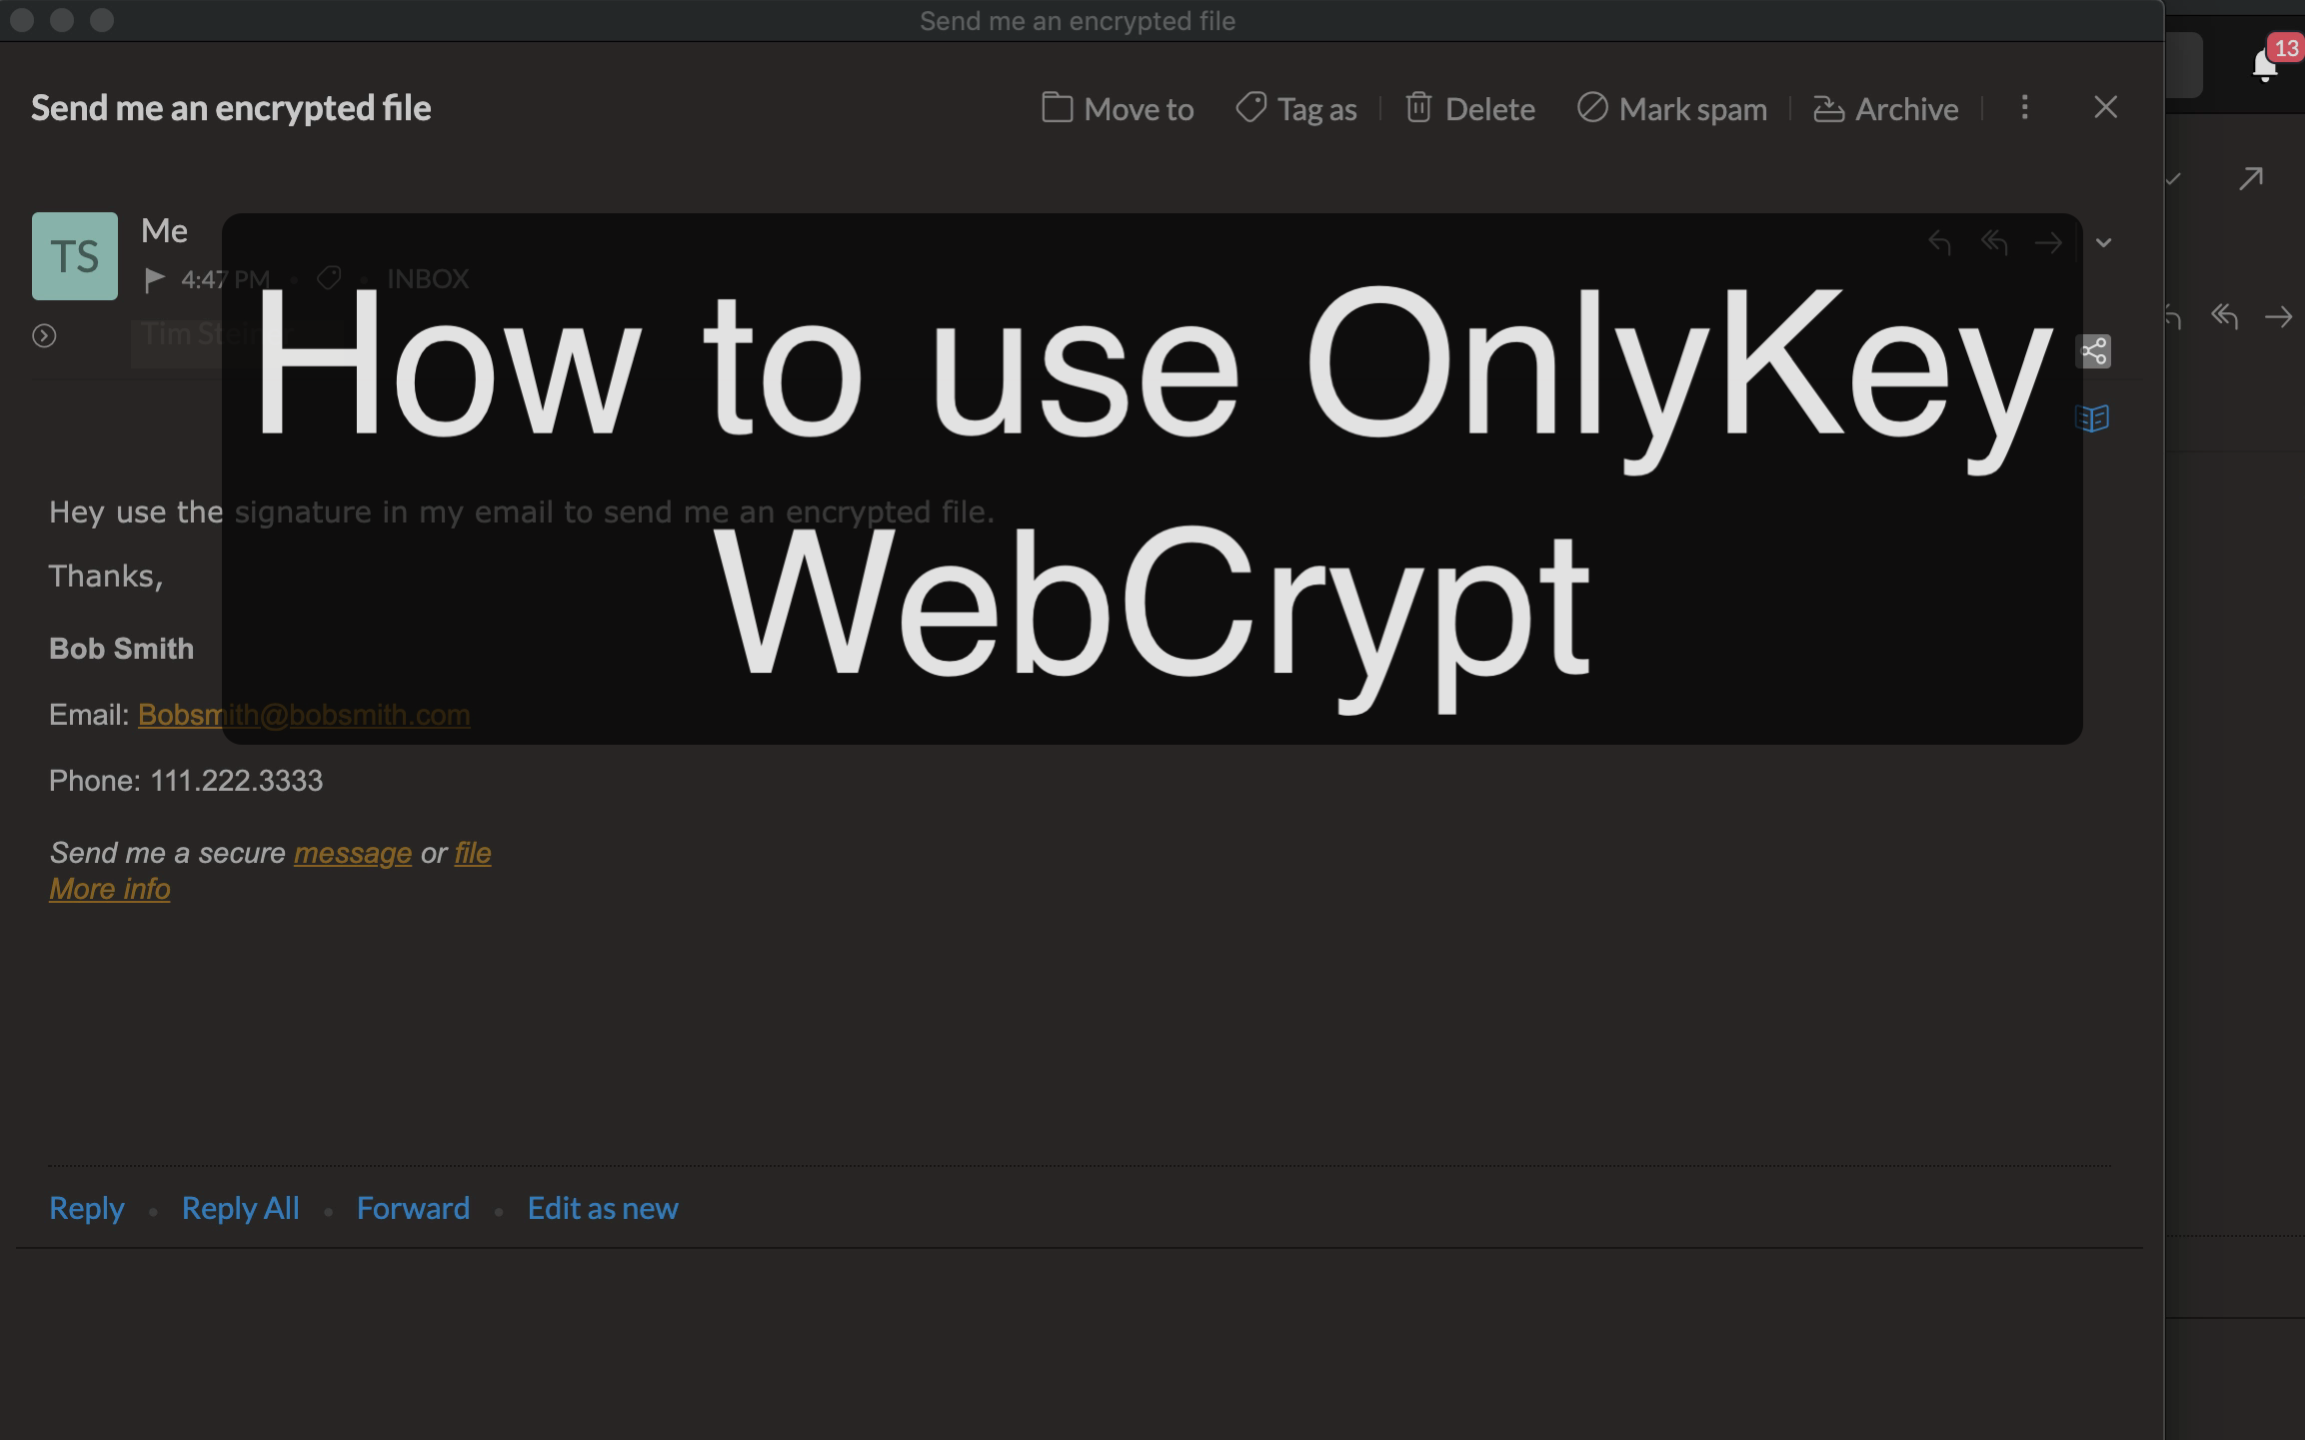 Send me an encrypted file
13
Send me an encrypted file
Move to
Tag as
Delete
Mark spam
Archive
TS
Me
4:47 PM
INBOX
Tim
How to use OnlyKey
WebCrypt
Hey use the signature in my email to send me an encrypted file.
Thanks,
Bob Smith
Email: Bobsmith@bobsmith.com
Phone: 111.222.3333
Send me a secure message or file
More info
Reply
Reply All
Forward
Edit as new